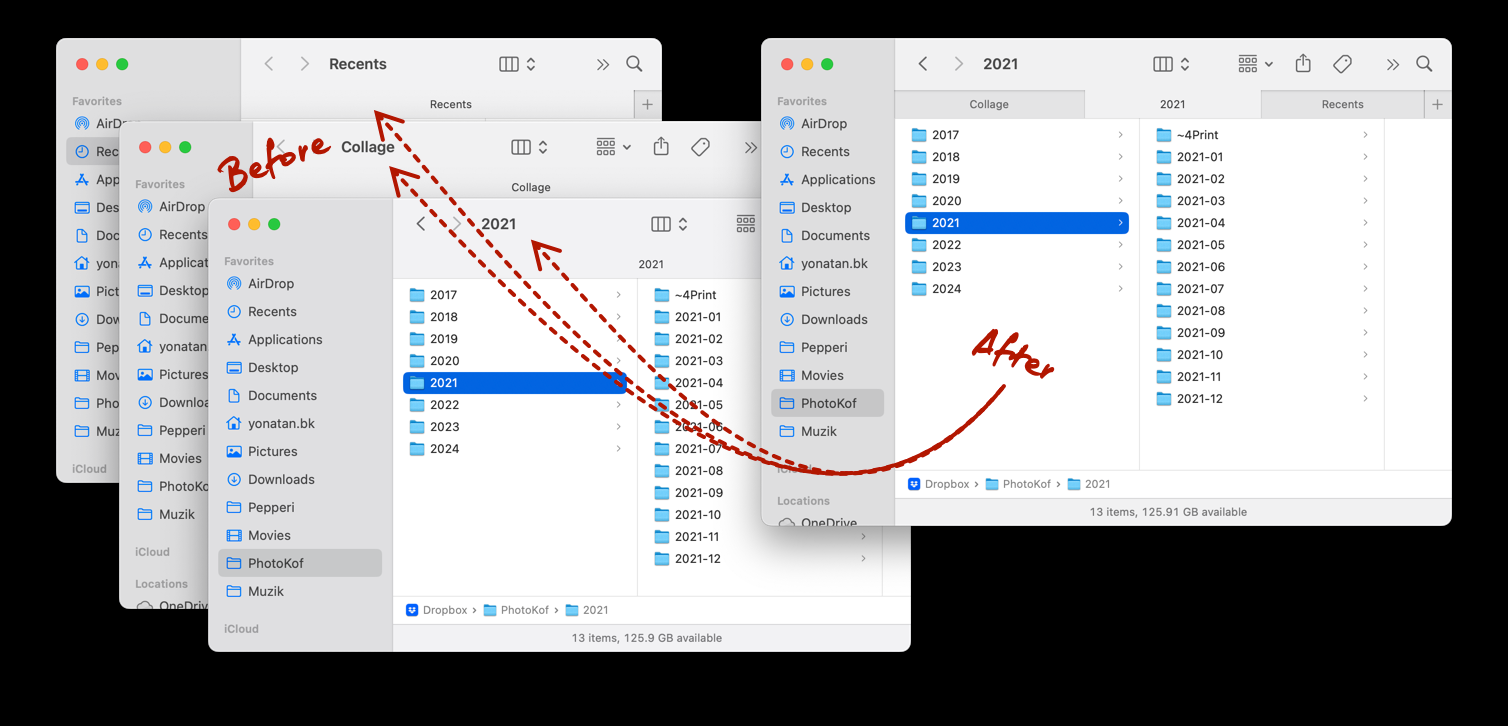 Recents
Favorites
Recents
AirDr
Rec
App
Des
Doc
yona
Pict
Dow
Pep
Mov
Pho
Muz
iCloud
Before
Collage
Favorites
Collage
AirDrop
Recents
Applicat
Desktop
Docume
yonatan
Pictures
Downloa
Pepperi
Movies
PhotoKo
Muzik
iCloud
Locations
OneDriv
2021
Favorites
2021
AirDrop
Recents
Applications
Desktop
Documents
yonatan.bk
Pictures
Downloads
Pepperi
Movies
PhotoKof
Muzik
iCloud
2017
2018
2019
2020
2021
2022
2023
2024
~4Print
2021-01
2021-02
2021-03
2021-04
2021-05
2021-06
2021-07
2021-08
2021-09
2021-10
2021-11
2021-12
Dropbox › PhotoKof › 2021
13 items, 125.9 GB available
2021
Favorites
Collage
2021
Recents
AirDrop
Recents
Applications
Desktop
Documents
yonatan.bk
Pictures
Downloads
Pepperi
Movies
PhotoKof
Muzik
iCloud
Locations
OneDrive
2017
2018
2019
2020
2021
2022
2023
2024
After
~4Print
2021-01
2021-02
2021-03
2021-04
2021-05
2021-06
2021-07
2021-08
2021-09
2021-10
2021-11
2021-12
Dropbox › PhotoKof › 2021
13 items, 125.91 GB available